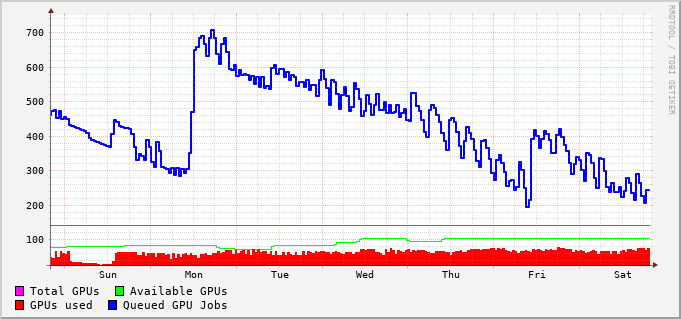 700
600
500
400
300
200
100
Sun Mon Tue Wed Thu Fri Sat
Total GPUs Available GPUs
GPUs used Queued GPU Jobs
RRDTOOL / TOBI OETIKER